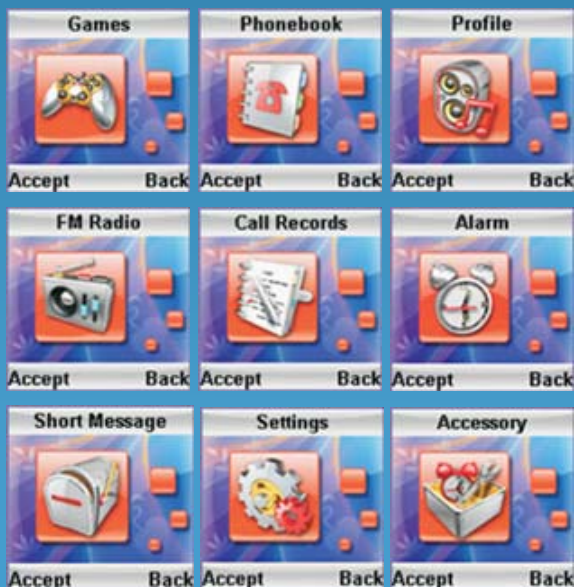 Games Phonebook Profile
Accept Back Accept Back Accept Back
FM Radio Call Records Alarm
Accept Back Accept Back Accept Back
Short Message Settings Accessory
Accept Back Accept Back Accept Back